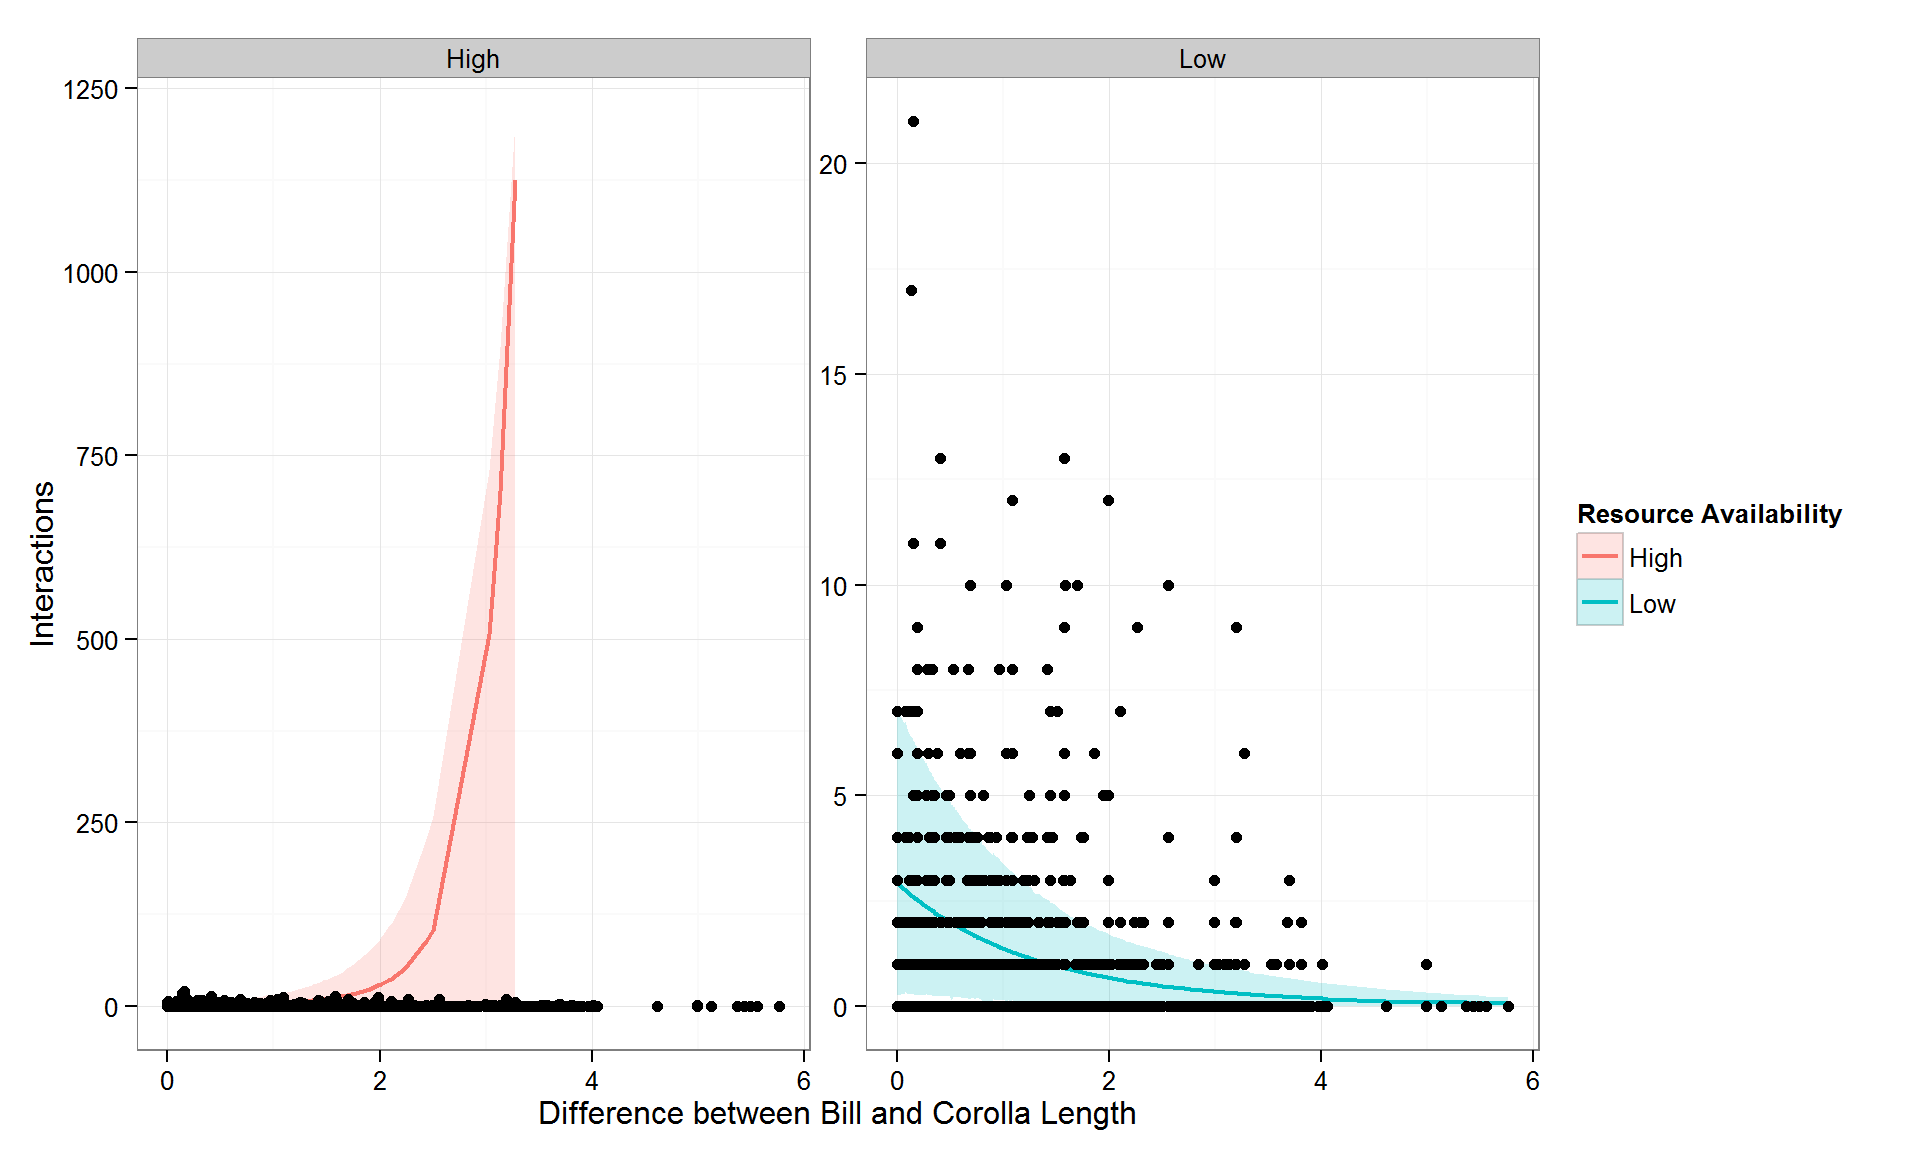 High
Low
1250
1000
750
500
250
0
20
15
10
5
0
0 2 4 6
0 2 4 6
Interactions
Difference between Bill and Corolla Length
Resource Availability
High
Low